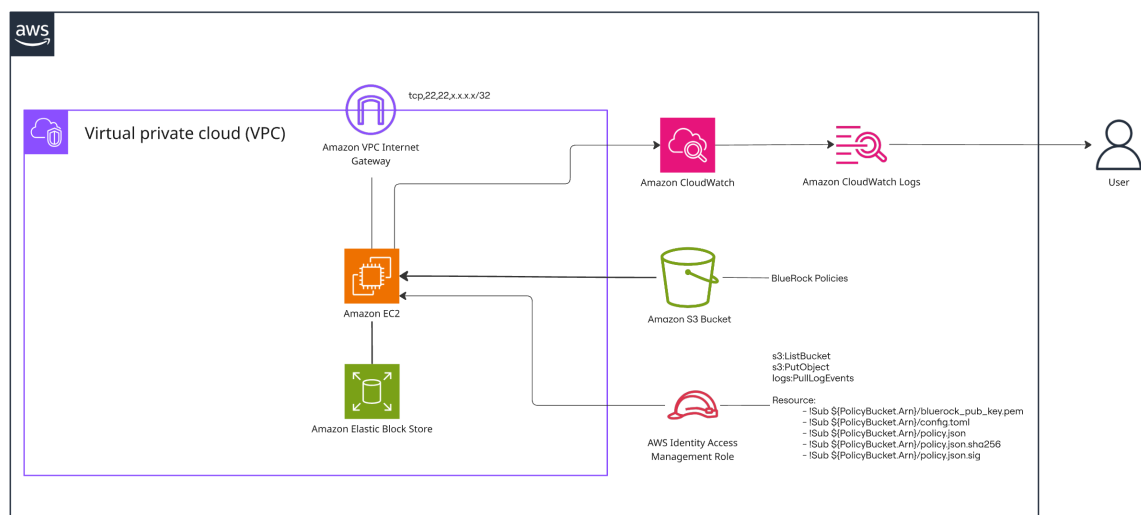 aws
tcp,22,22,x.x.x.x/32
Virtual private cloud (VPC)
Amazon VPC Internet
Gateway
Amazon CloudWatch
Amazon CloudWatch Logs
User
Amazon EC2
BlueRock Policies
Amazon S3 Bucket
s3:ListBucket
s3:PutObject
logs:PullLogEvents
Resource:
- !Sub ${PolicyBucket.Arn}/bluerock_pub_key.pem
- !Sub ${PolicyBucket.Arn}/config.toml
- !Sub ${PolicyBucket.Arn}/policy.json
- !Sub ${PolicyBucket.Arn}/policy.json.sha256
- !Sub ${PolicyBucket.Arn}/policy.json.sig
Amazon Elastic Block Store
AWS Identity Access
Management Role